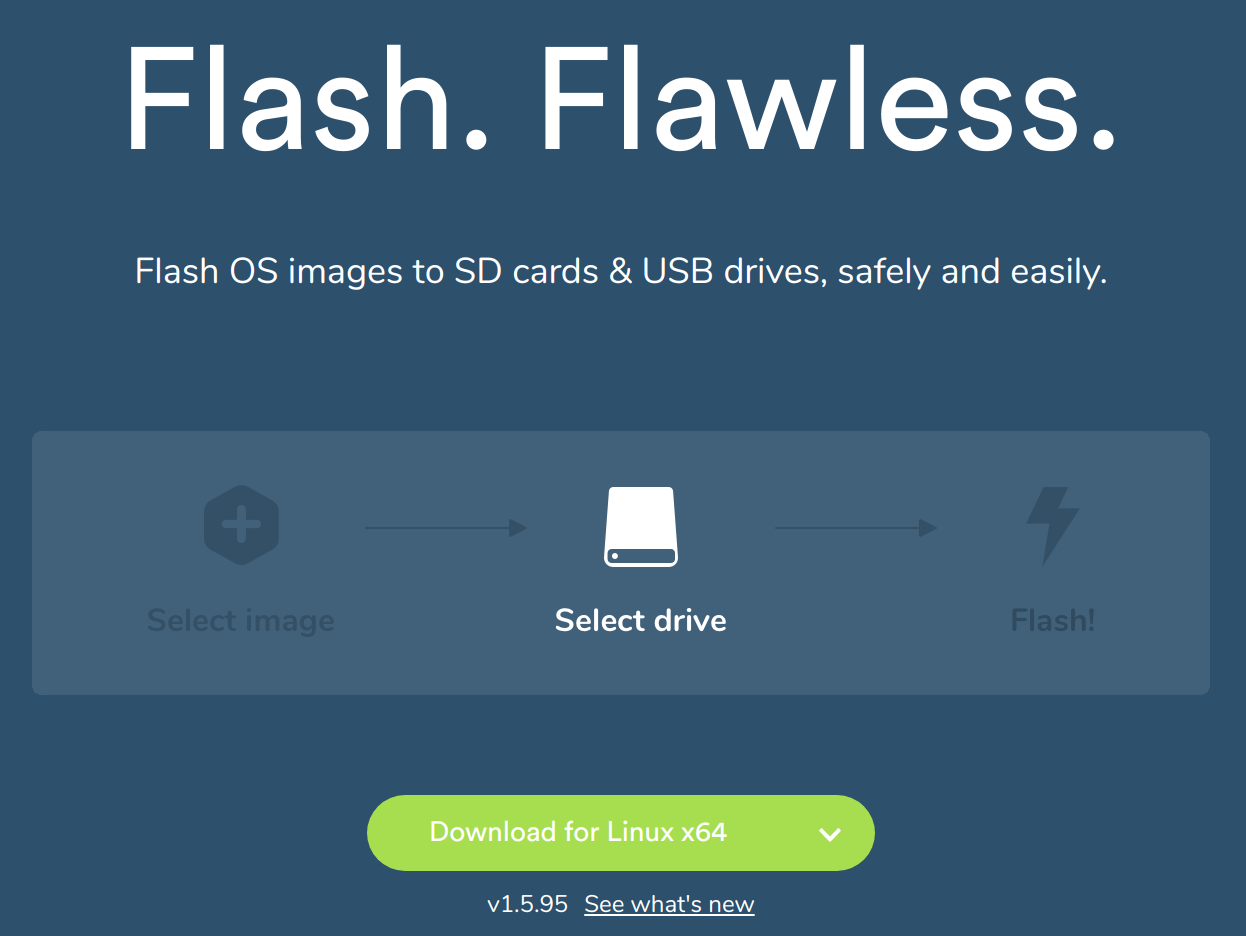 Flash. Flawless.
Flash OS images to SD cards & USB drives, safely and easily.
Select image
Select drive
Flash!
Download for Linux x64
v1.5.95 See what's new